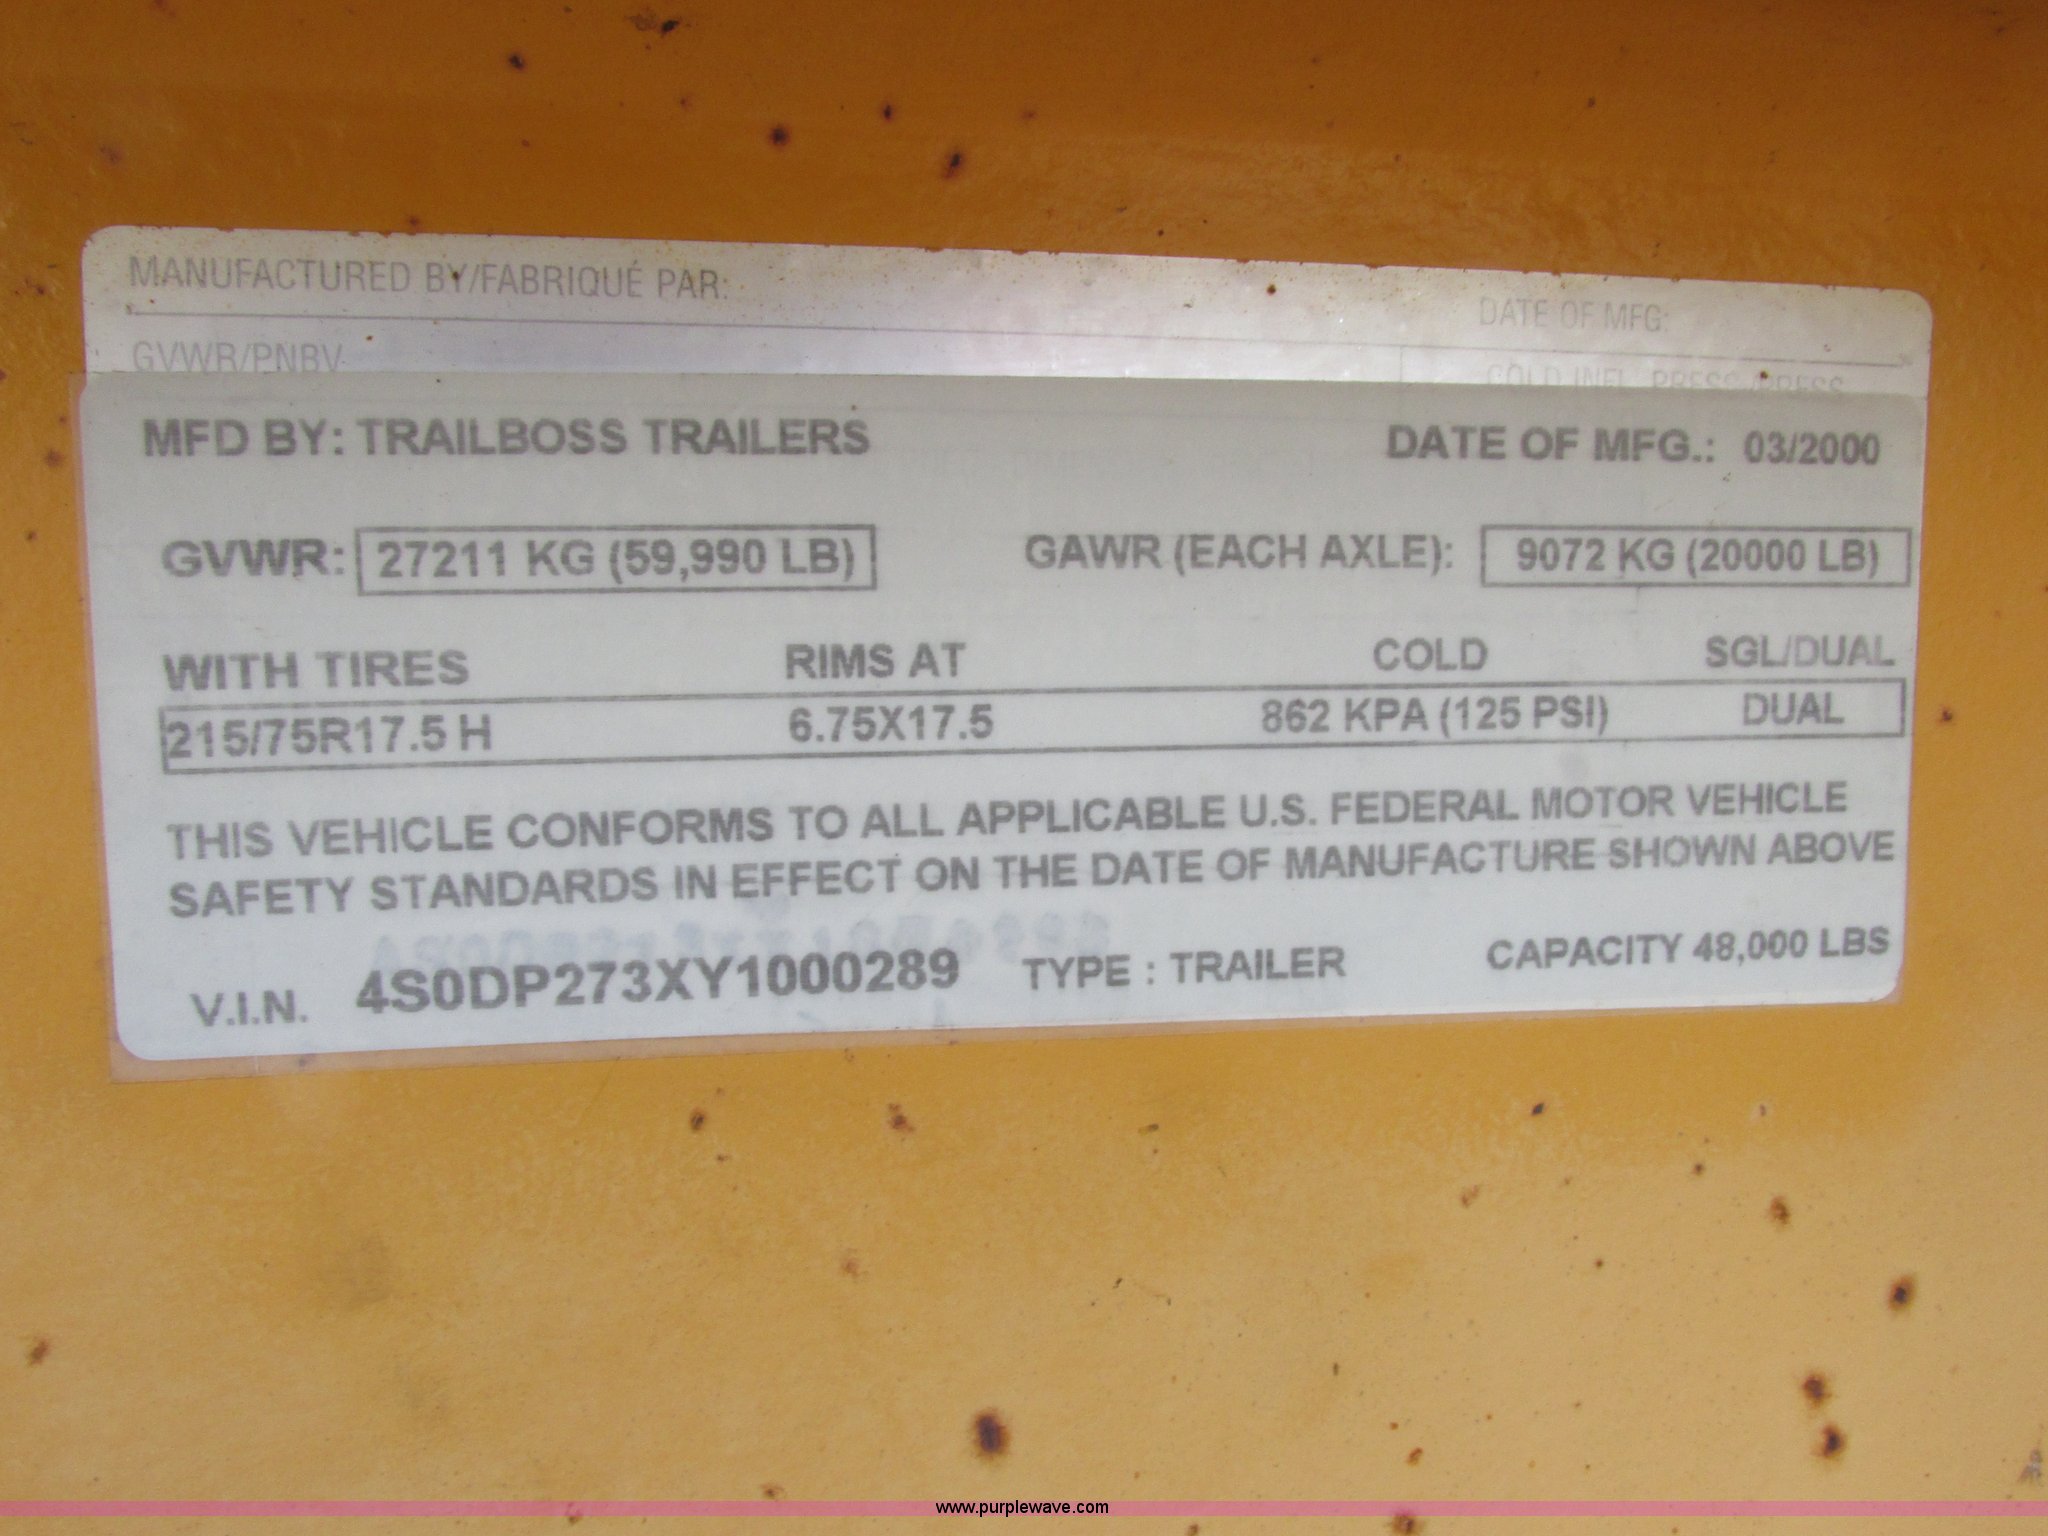 MANUFACTURED BY/FABRIQUÉ PAR:
DATE OF MFG:
GVWR/PNBV
COLD INFL. PRESS./PRESS
MFD BY: TRAILBOSS TRAILERS DATE OF MFG.: 03/2000
GVWR: 27211 KG (59,990 LB) GAWR (EACH AXLE): 9072 KG (20000 LB)
WITH TIRES RIMS AT COLD SGL/DUAL
215/75R17.5 H 6.75X17.5 862 KPA (125 PSI) DUAL
THIS VEHICLE CONFORMS TO ALL APPLICABLE U.S. FEDERAL MOTOR VEHICLE
SAFETY STANDARDS IN EFFECT ON THE DATE OF MANUFACTURE SHOWN ABOVE
V.I.N. 4S0DP273XY1000289 TYPE : TRAILER CAPACITY 48,000 LBS
www.purplewave.com